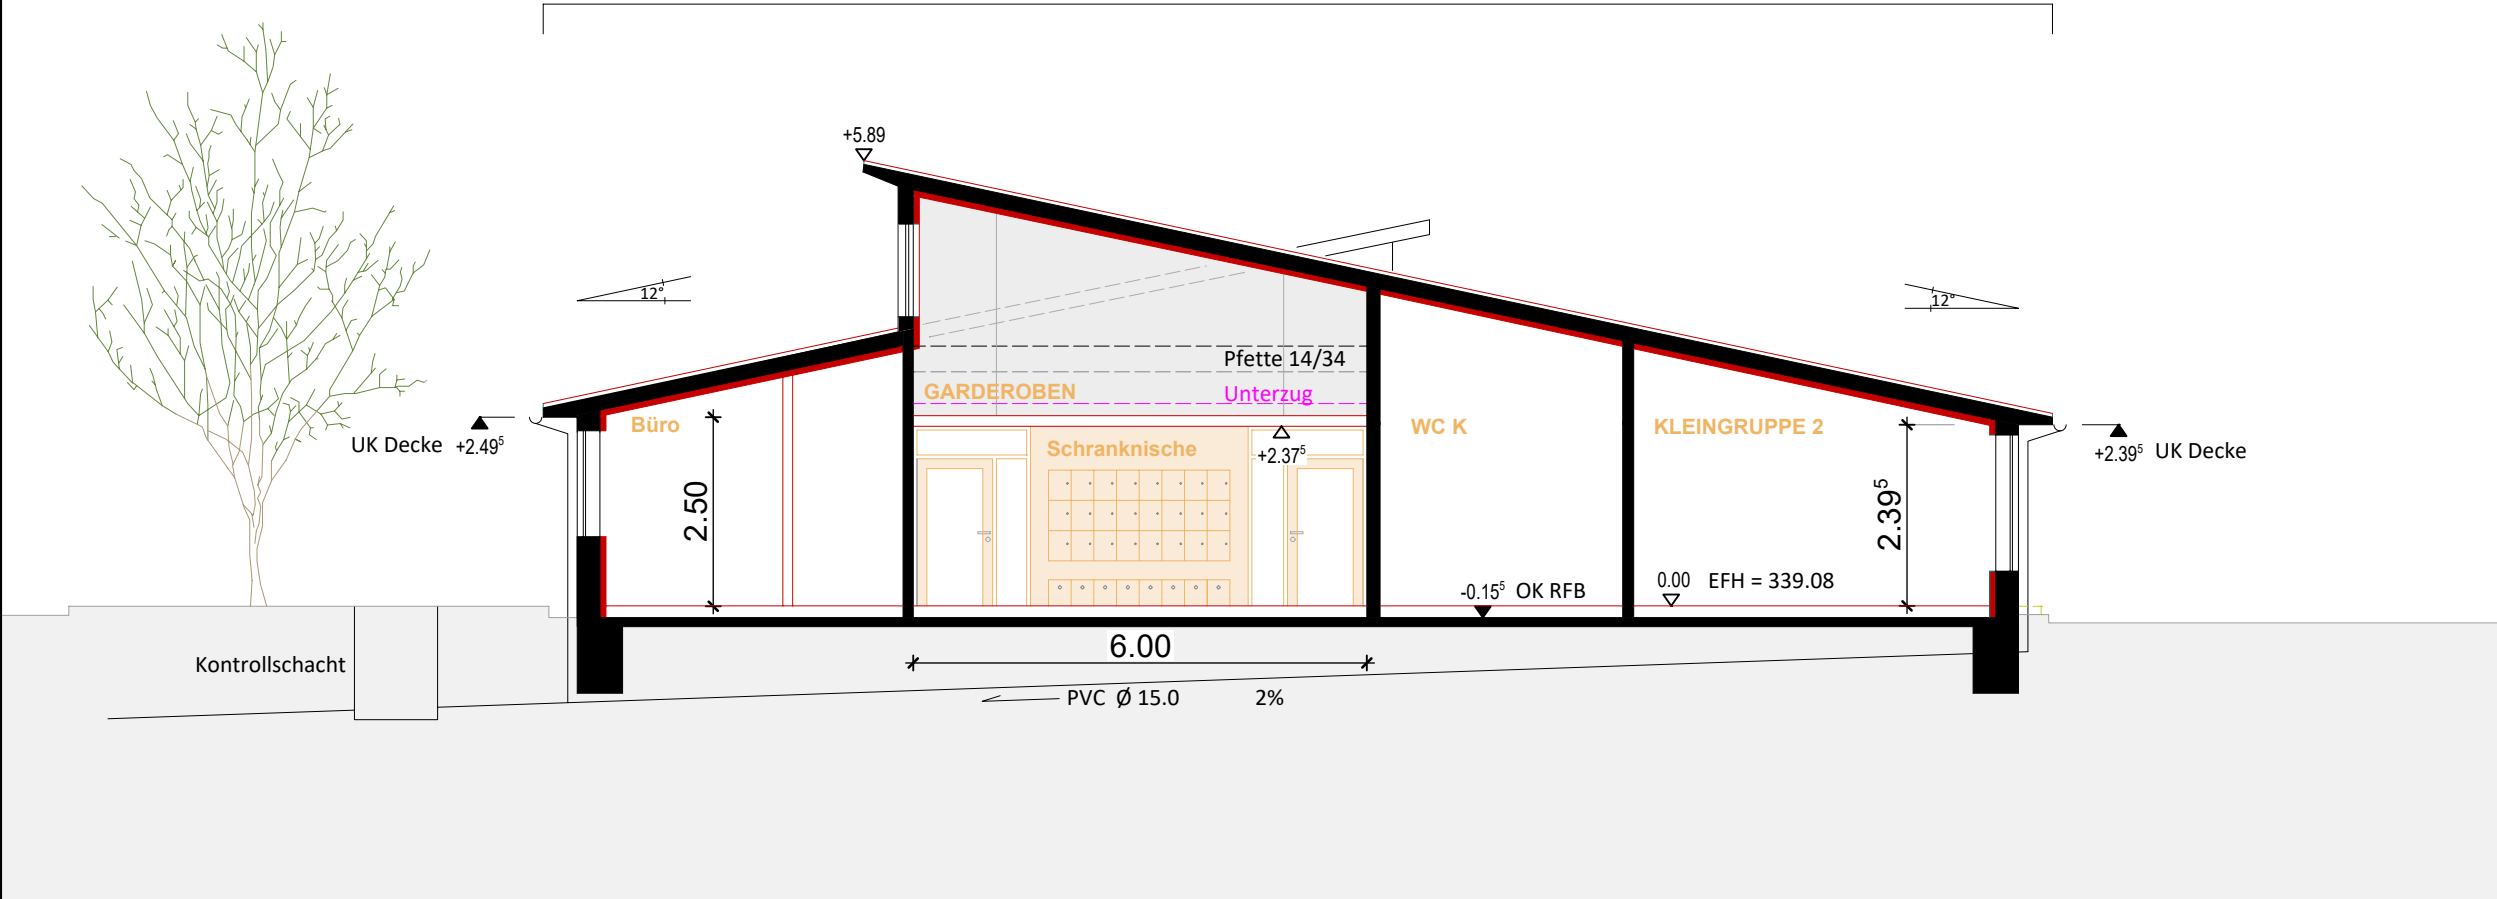 +5.89
12°
12°
Pfette 14/34
GARDEROBEN
Unterzug
Büro
WC K
KLEINGRUPPE 2
UK Decke +2.49⁵
Schranknische
+2.37⁵
+2.39⁵ UK Decke
2.50
2.39⁵
-0.15⁵ OK RFB
0.00 EFH = 339.08
6.00
Kontrollschacht
PVC Ø 15.0 2%